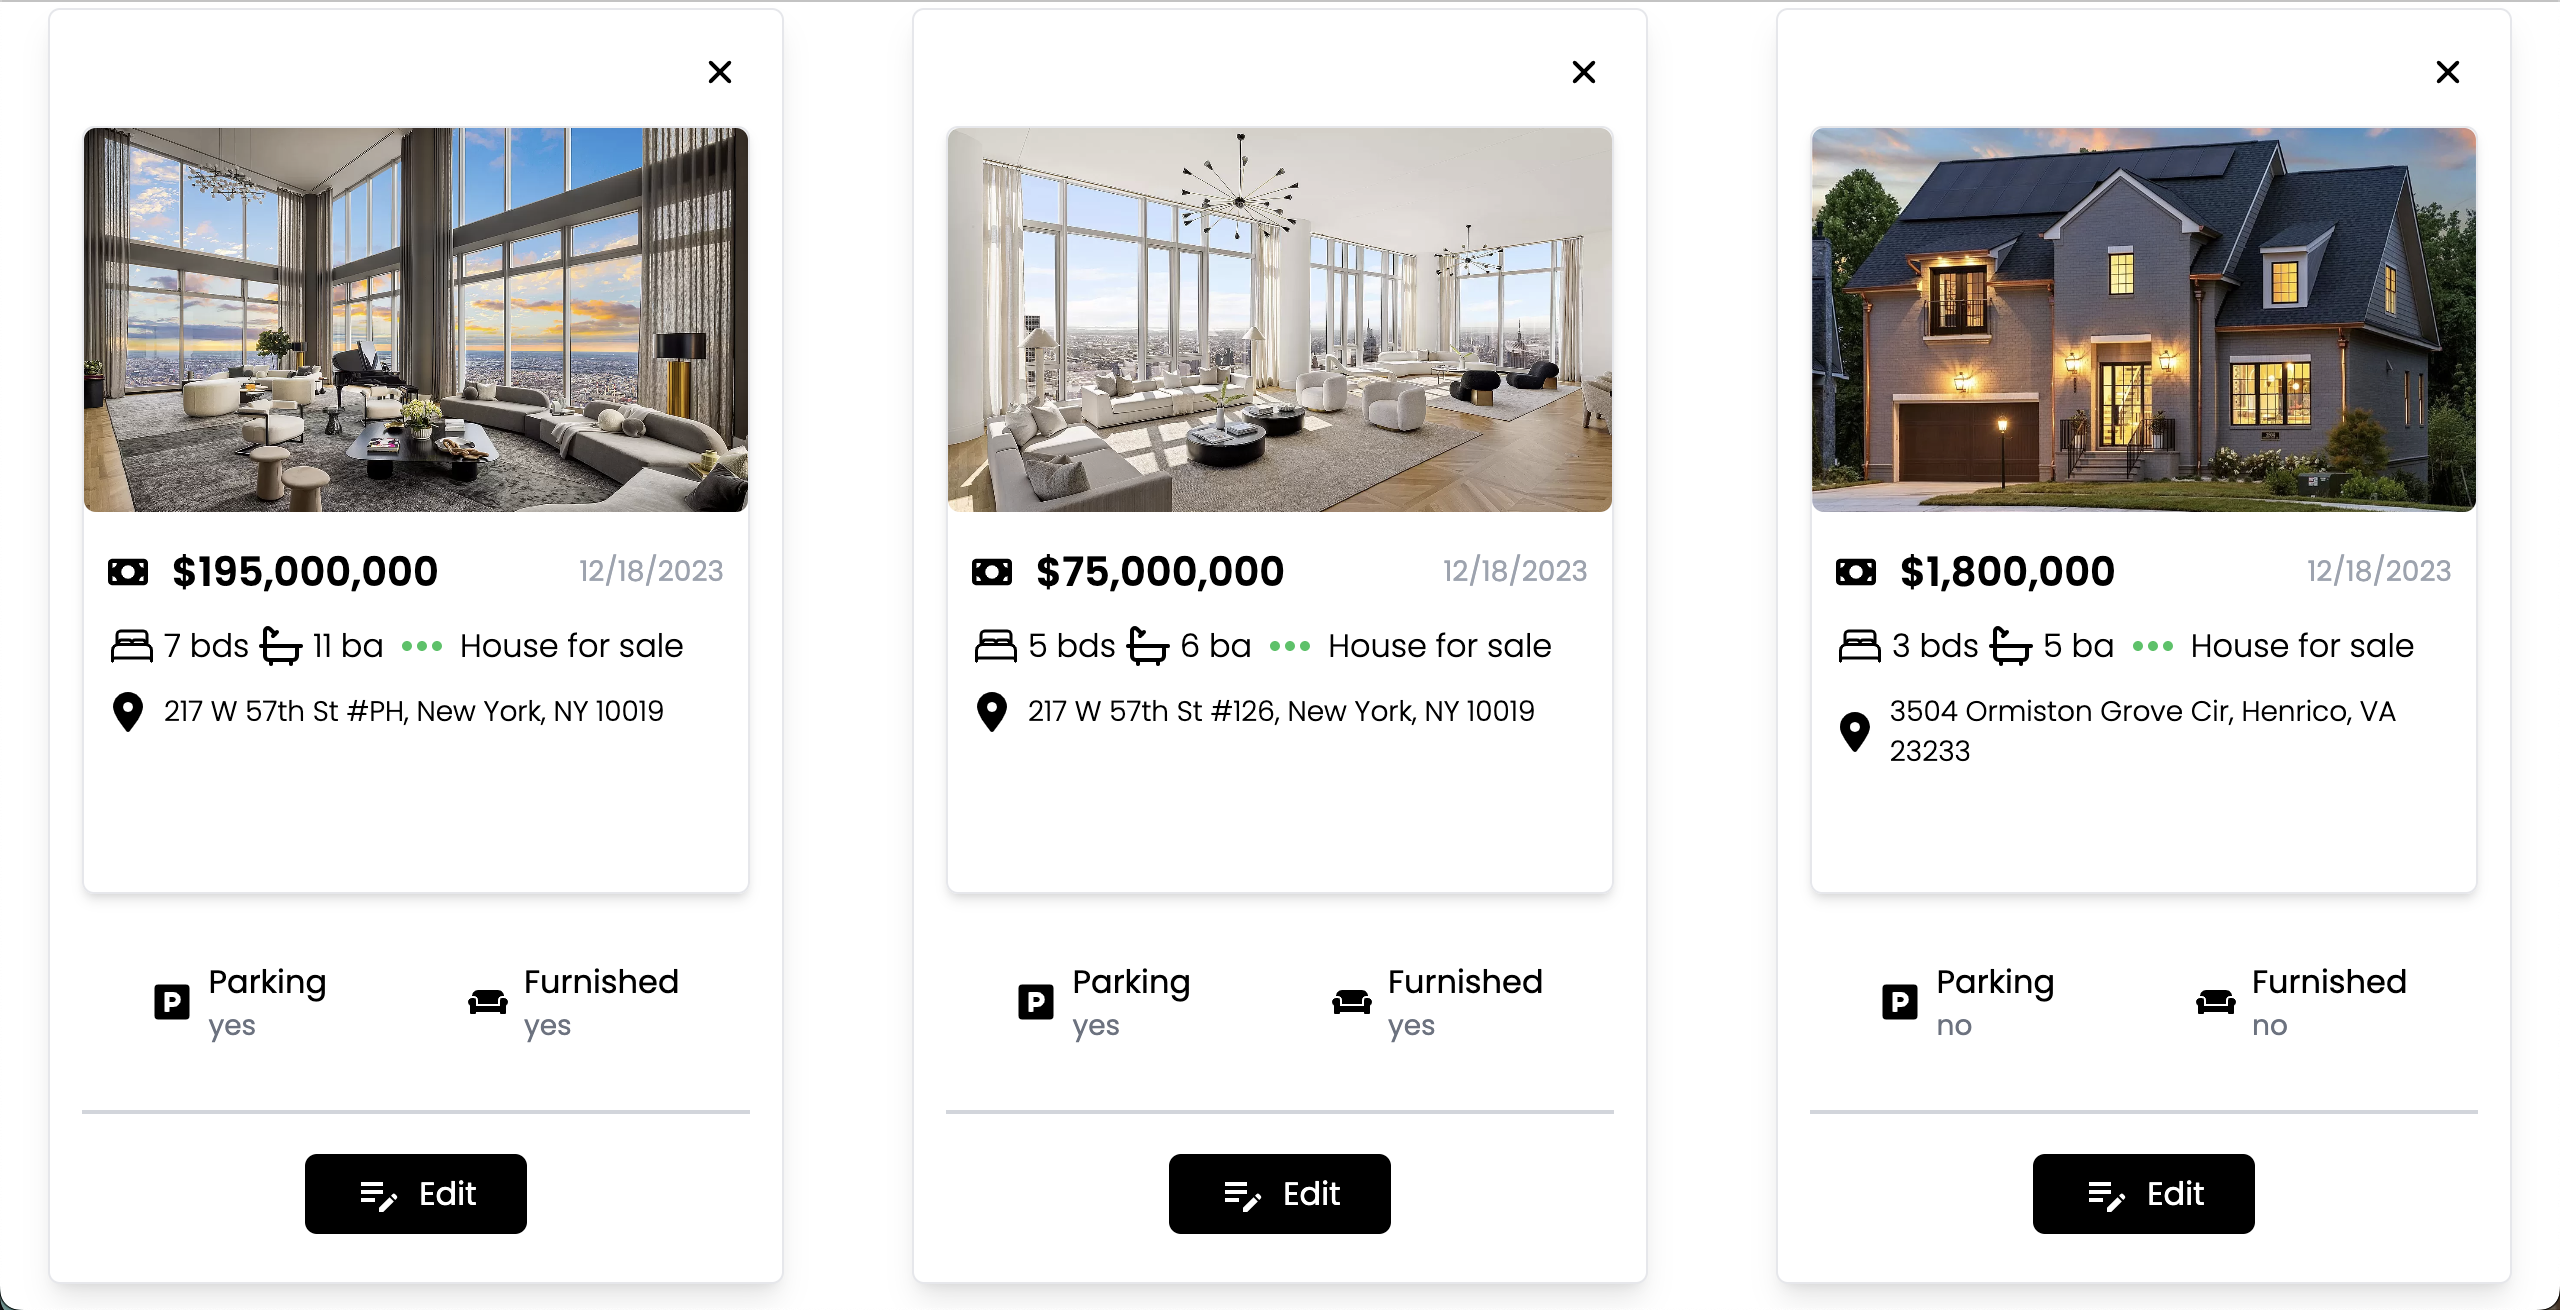 $195,000,000 12/18/2023
7 bds 11 ba House for sale
217 W 57th St #PH, New York, NY 10019
P Parking
yes
Furnished
yes
Edit
$75,000,000 12/18/2023
5 bds 6 ba House for sale
217 W 57th St #126, New York, NY 10019
P Parking
yes
Furnished
yes
Edit
$1,800,000 12/18/2023
3 bds 5 ba House for sale
3504 Ormiston Grove Cir, Henrico, VA
23233
P Parking
no
Furnished
no
Edit